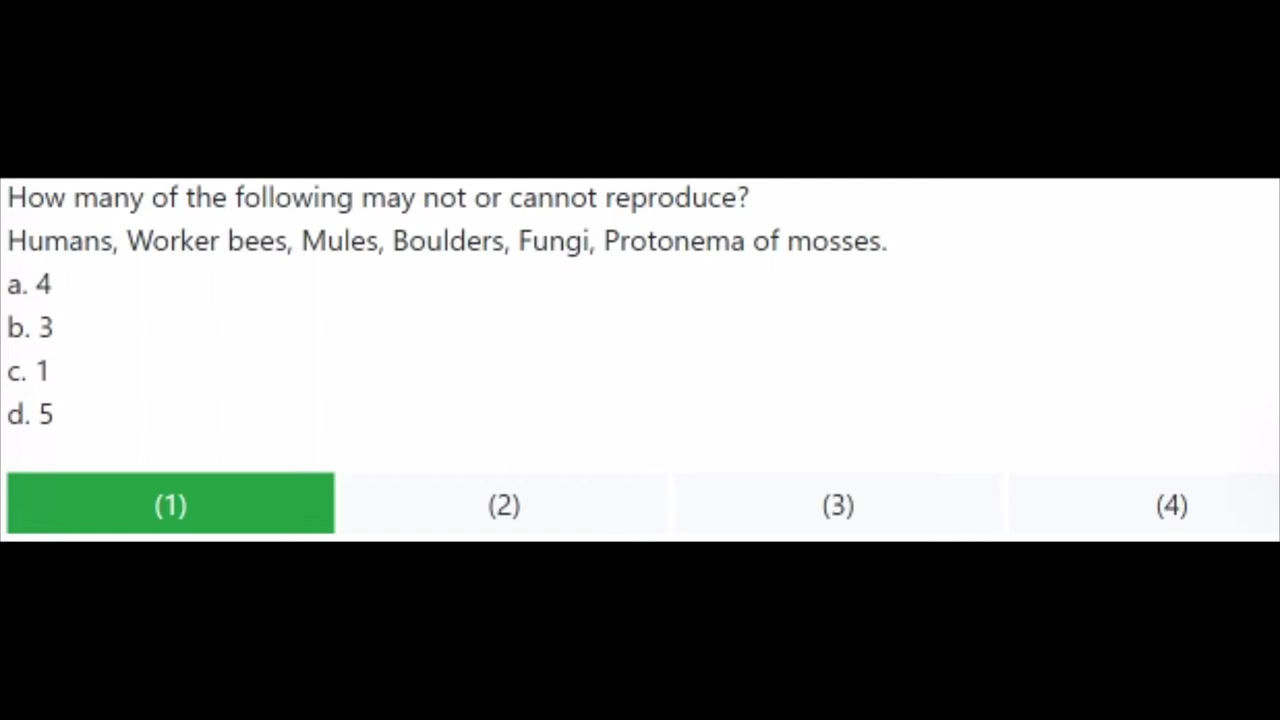 How many of the following may not or cannot reproduce?
Humans, Worker bees, Mules, Boulders, Fungi, Protonema of mosses.
a. 4
b. 3
c. 1
d. 5
(1) (2) (3) (4)